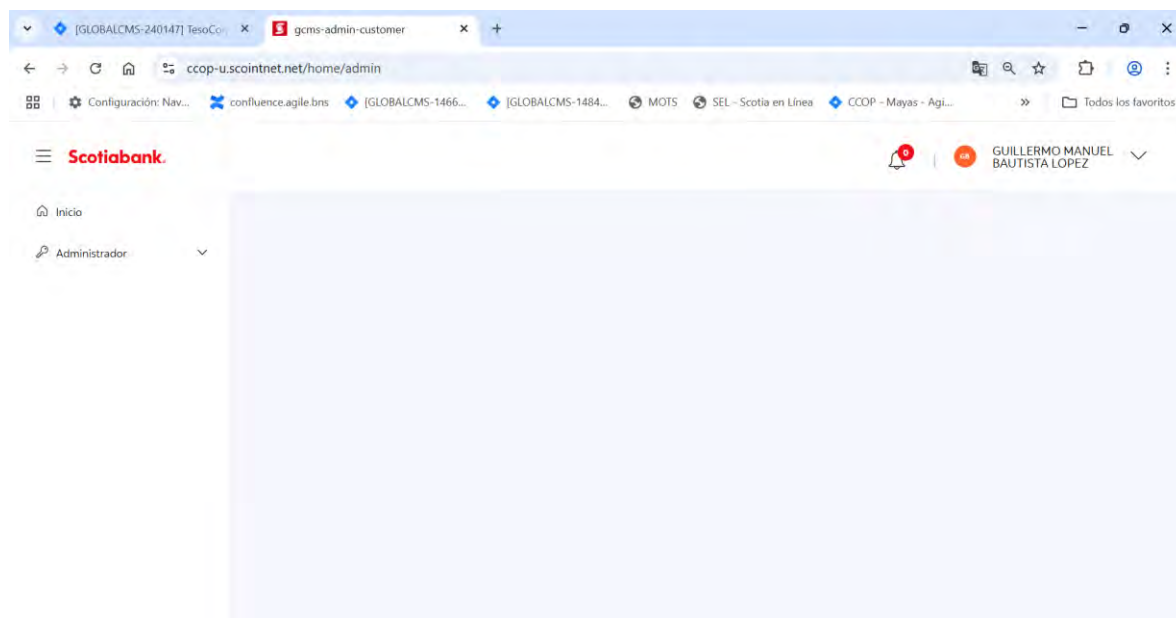 [GLOBALCMS-240147] TesoCo
gcms-admin-customer
ccop-u.scointnet.net/home/admin
Configuración: Nav...
confluence.agile.bns
[GLOBALCMS-1466...
[GLOBALCMS-1484...
MOTS
SEL - Scotia en Línea
CCOP - Mayas - Agi...
»
Todos los favoritos
Scotiabank.
0
GB
GUILLERMO MANUEL
BAUTISTA LOPEZ
Inicio
Administrador